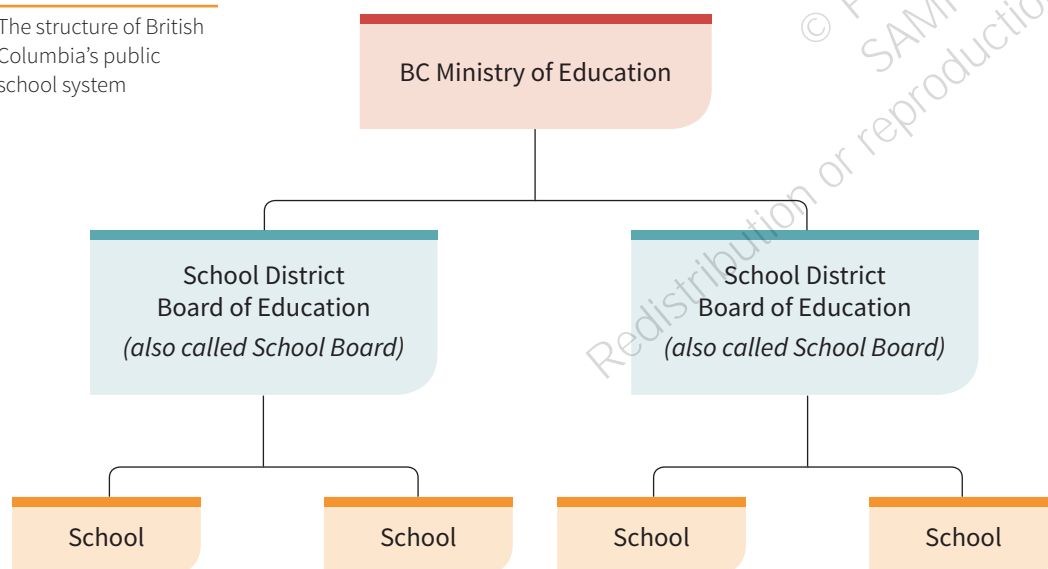 The structure of British
Columbia's public
school system
BC Ministry of Education
School District
Board of Education
(also called School Board)
School District
Board of Education
(also called School Board)
School
School
School
School
©
Redistribution or reproduction